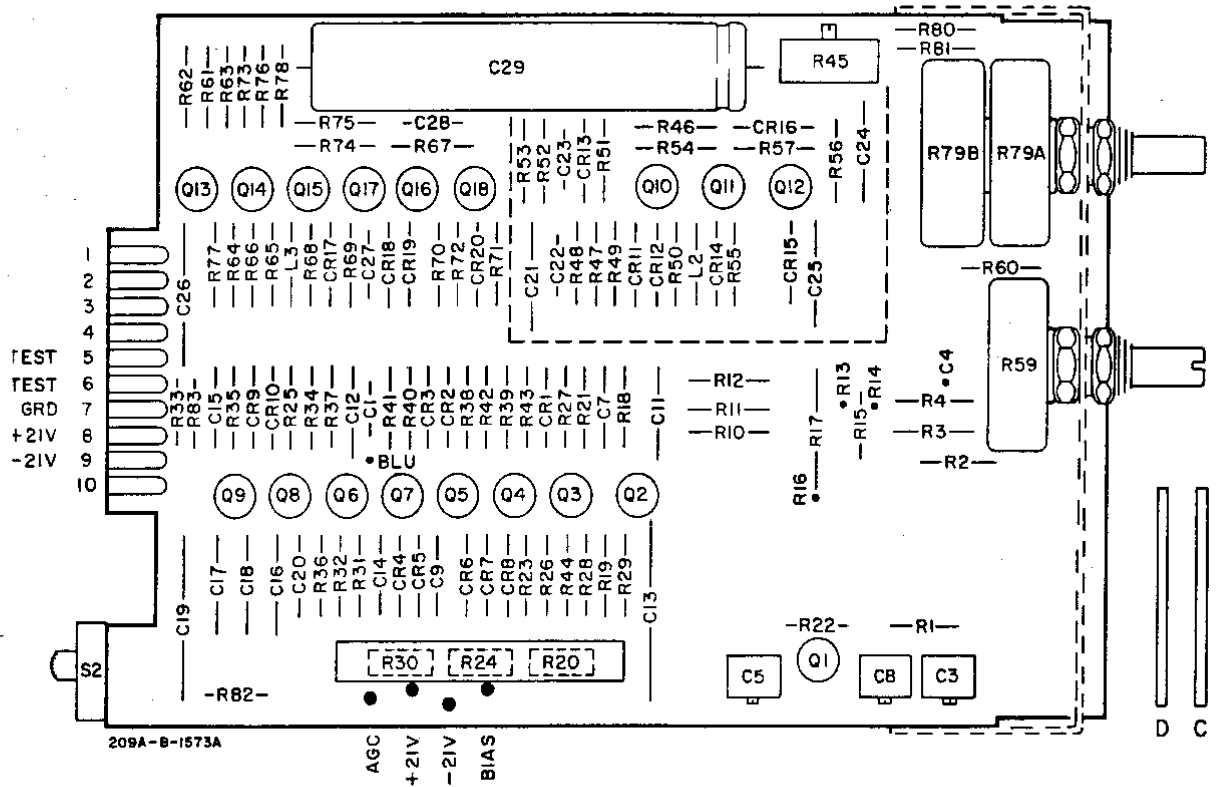 R80
R81
C29
R45
R62
R61
R63
R73
R76
R78
R75
C28
R74
R67
R53
R52
C23
CR13
R51
R46
CR16
R54
R57
R56
C24
R79B
R79A
Q13
Q14
Q15
Q17
Q16
Q18
Q10
Q11
Q12
1
2
3
4
TEST 5
TEST 6
GRD 7
+21V 8
-21V 9
10
C26
R77
R64
R66
R65
L3
R68
CR17
R69
C27
CR18
CR19
R70
R72
CR20
R71
C21
C22
R48
R47
R49
CR11
CR12
R50
L2
CR14
R55
CR15
C25
R60
R59
R33
R83
C15
R35
CR9
CR10
R25
R34
R37
C12
C1
R41
R40
CR3
CR2
R38
R42
R39
R43
CR1
R27
R21
C7
R18
C11
R12
R11
R10
R17
R13
R15
R14
C4
R4
R3
R2
R16
BLU
Q9
Q8
Q6
Q7
Q5
Q4
Q3
Q2
C19
C17
C18
C16
C20
R36
R32
R31
C14
CR4
CR5
C9
CR6
CR7
CR8
R23
R26
R44
R28
R19
R29
C13
R22
R1
S2
R30
R24
R20
Q1
C5
C8
C3
R82
209A-B-1573A
AGC
+21V
-21V
BIAS
D C